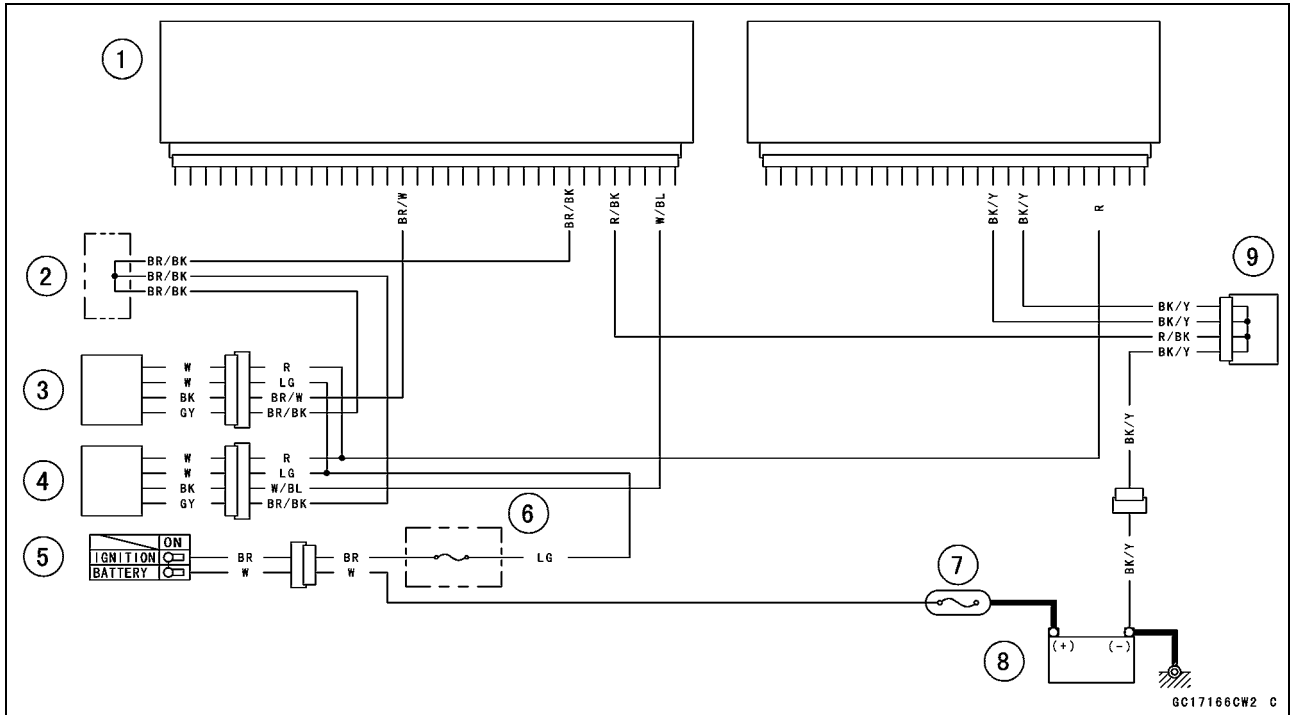 1
BR/W
BR/BK
R/BK
W/BL
BK/Y
BK/Y
R
2
BR/BK
BR/BK
BR/BK
9
BK/Y
BK/Y
R/BK
BK/Y
3
W R
W LG
BK BR/W
GY BR/BK
BK/Y
4
W R
W LG
BK W/BL
GY BR/BK
6
5
ON
IGNITION BR BR LG
BATTERY W W
7
BK/Y
8
(+) (-)
GC17166CW2 C